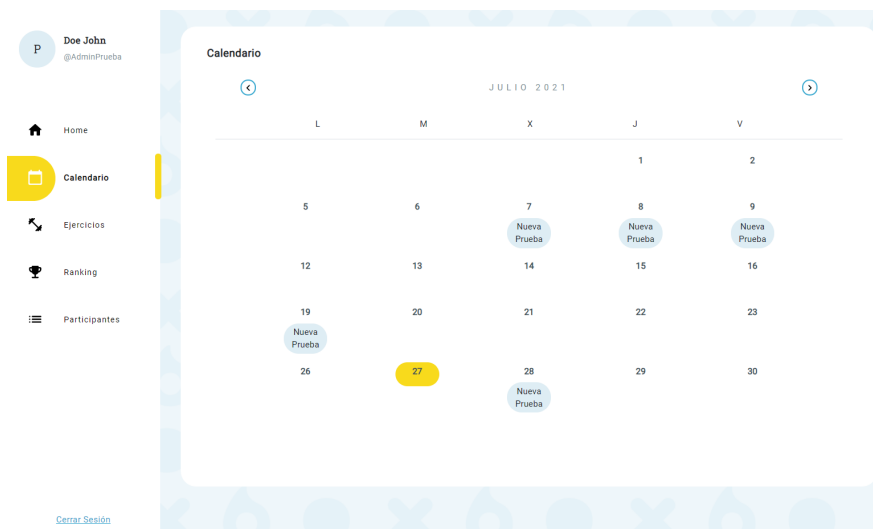 P
Doe John
@AdminPrueba
Home
Calendario
Ejercicios
Ranking
Participantes
Cerrar Sesión
Calendario
JULIO 2021
L M X J V
1 2
5 6 7 8 9
Nueva Nueva Nueva
Prueba Prueba Prueba
12 13 14 15 16
19 20 21 22 23
Nueva
Prueba
26 27 28 29 30
Nueva
Prueba